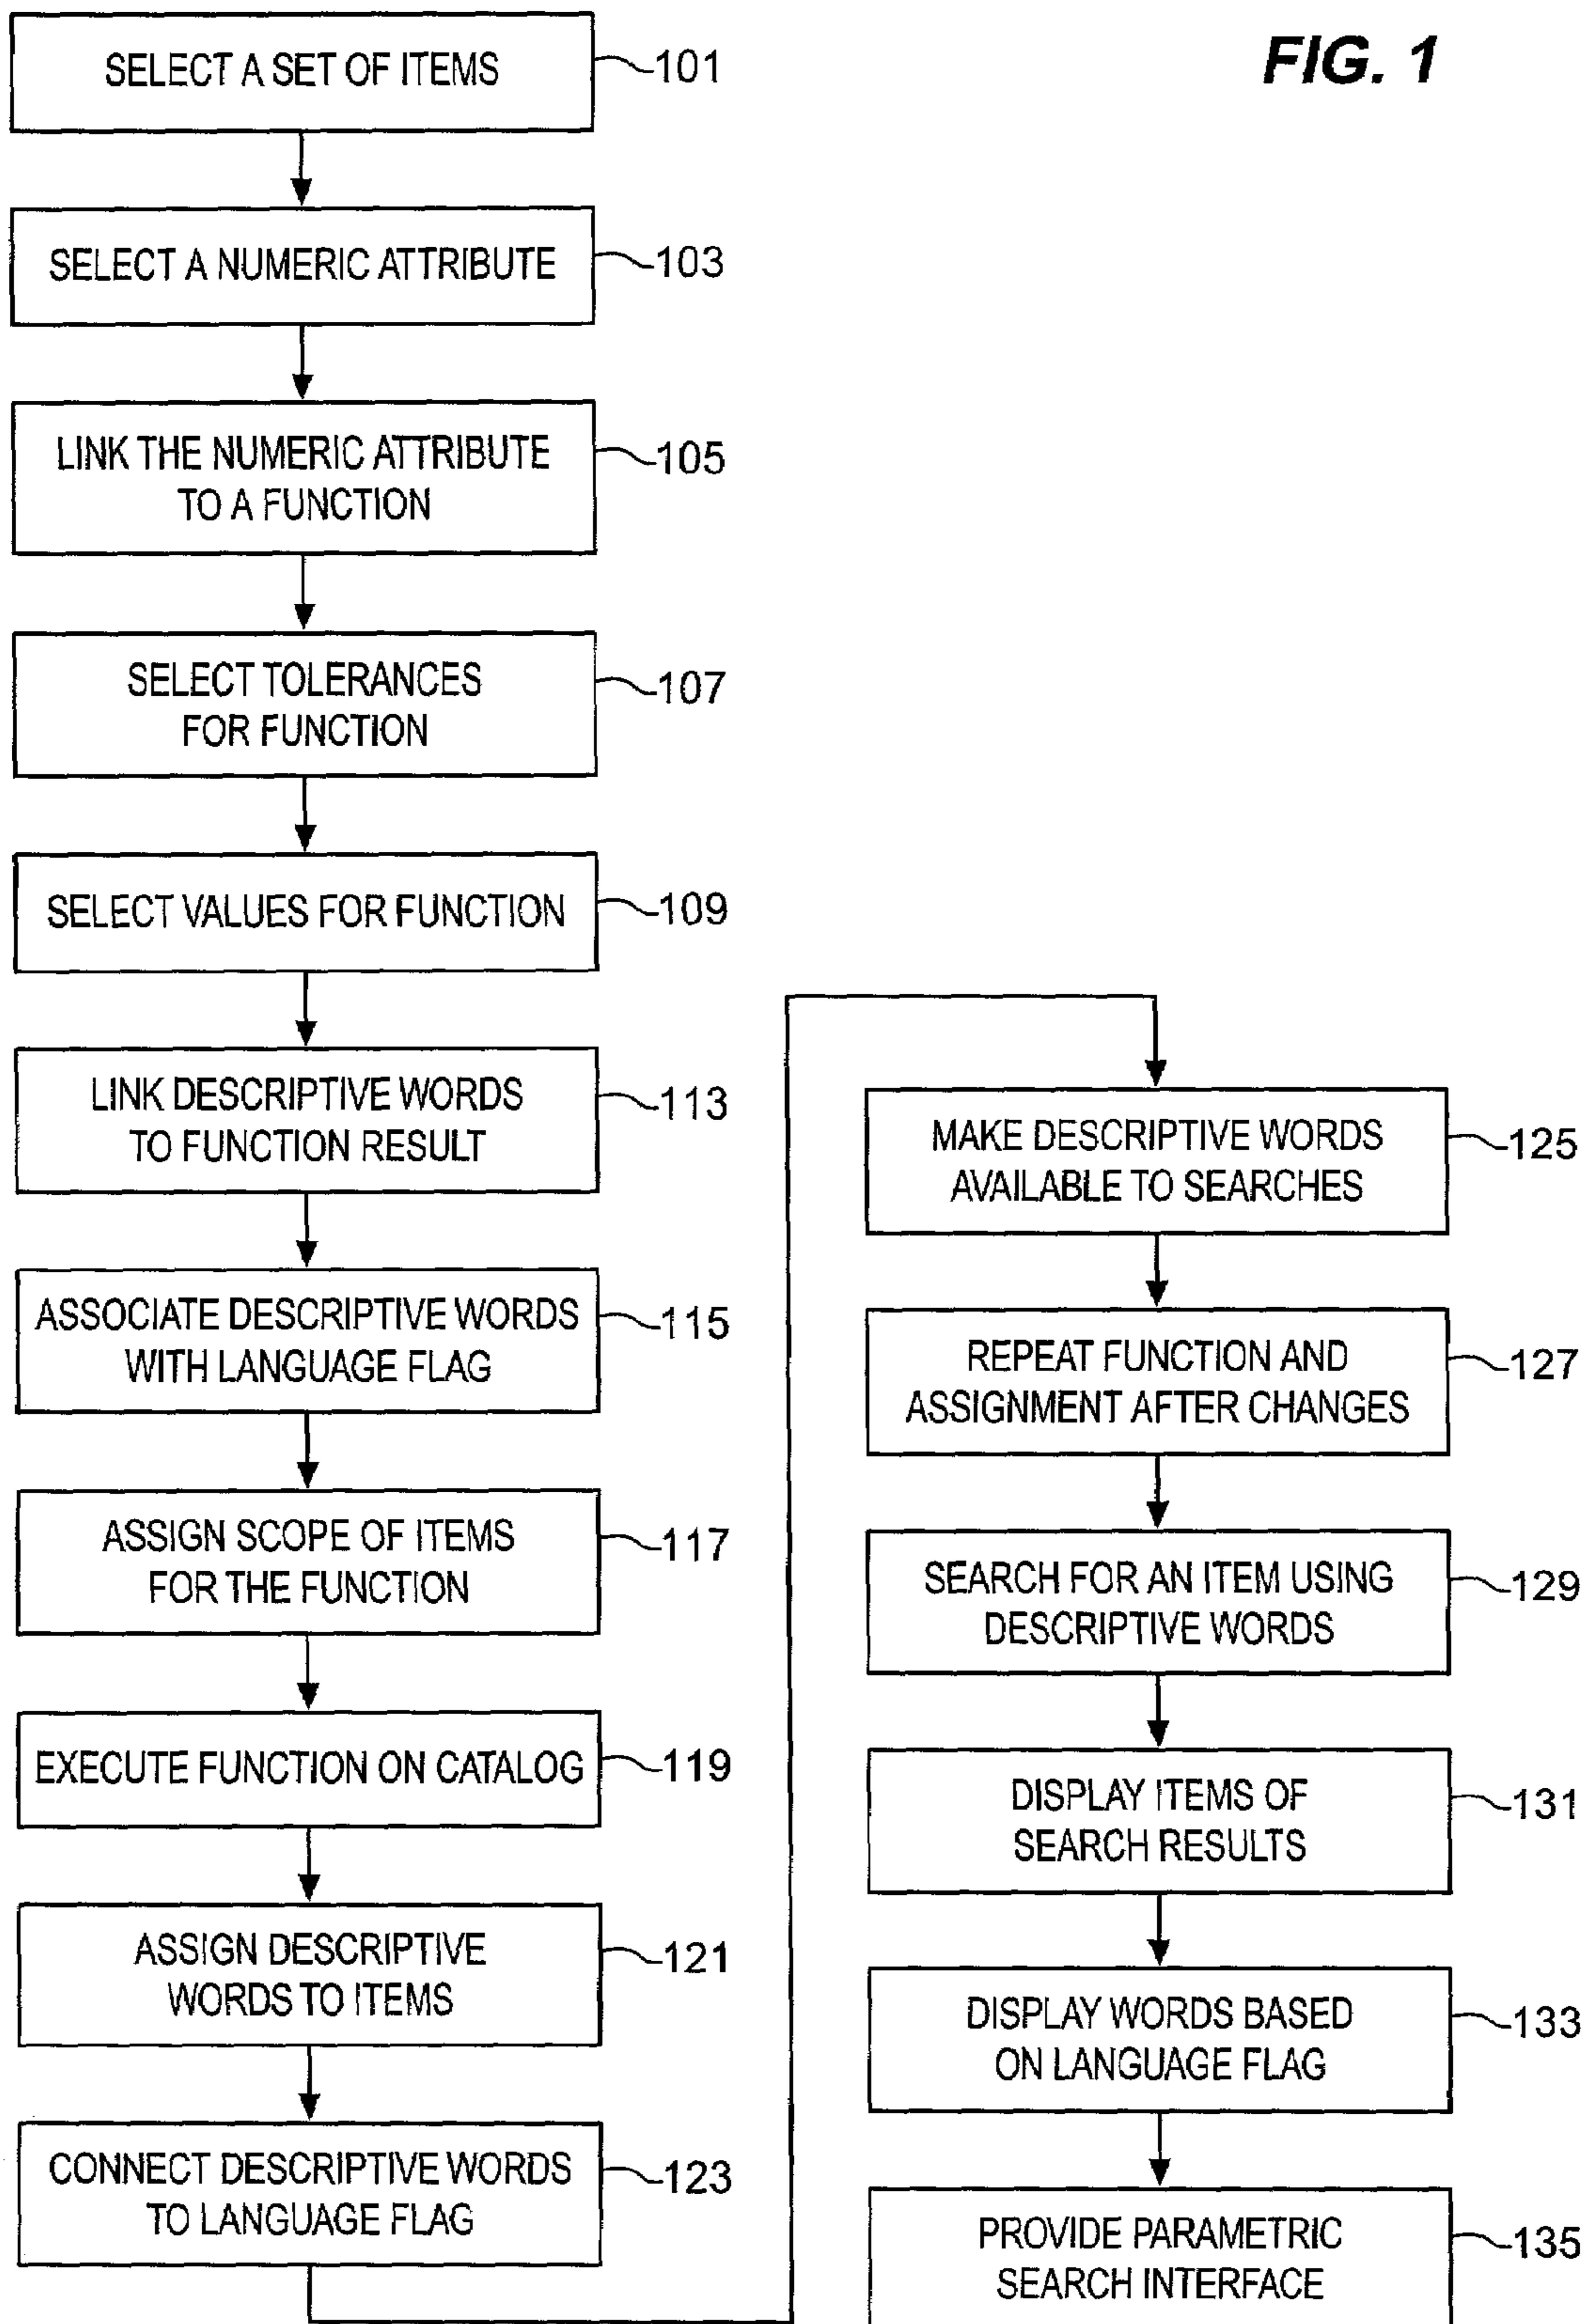 FIG. 1
SELECT A SET OF ITEMS
101
SELECT A NUMERIC ATTRIBUTE
103
LINK THE NUMERIC ATTRIBUTE
TO A FUNCTION
105
SELECT TOLERANCES
FOR FUNCTION
107
SELECT VALUES FOR FUNCTION
109
LINK DESCRIPTIVE WORDS
TO FUNCTION RESULT
113
ASSOCIATE DESCRIPTIVE WORDS
WITH LANGUAGE FLAG
115
ASSIGN SCOPE OF ITEMS
FOR THE FUNCTION
117
EXECUTE FUNCTION ON CATALOG
119
ASSIGN DESCRIPTIVE
WORDS TO ITEMS
121
CONNECT DESCRIPTIVE WORDS
TO LANGUAGE FLAG
123
MAKE DESCRIPTIVE WORDS
AVAILABLE TO SEARCHES
125
REPEAT FUNCTION AND
ASSIGNMENT AFTER CHANGES
127
SEARCH FOR AN ITEM USING
DESCRIPTIVE WORDS
129
DISPLAY ITEMS OF
SEARCH RESULTS
131
DISPLAY WORDS BASED
ON LANGUAGE FLAG
133
PROVIDE PARAMETRIC
SEARCH INTERFACE
135